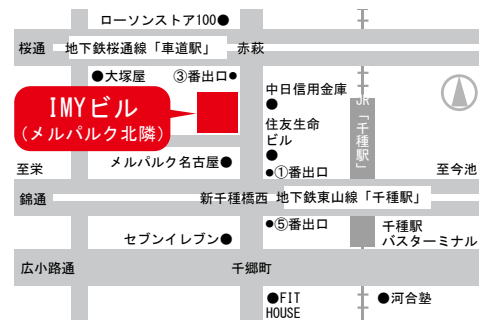 ローソンストア100●
桜通
地下鉄桜通線「車道駅」
赤萩
●大塚屋
③番出口●
中日信用金庫
●
JR「千種駅」
IMYビル
(メルパルク北隣)
住友生命
ビル
●
●①番出口
至栄
メルパルク名古屋●
至今池
錦通
新千種橋西
地下鉄東山線「千種駅」
●⑤番出口
千種駅
バスターミナル
セブンイレブン●
広小路通
千郷町
●FIT
HOUSE
●河合塾